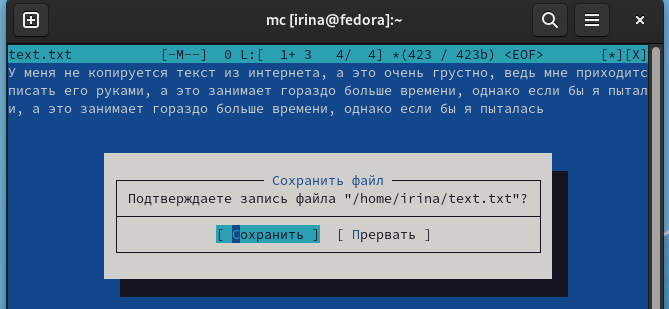 mc [irina@fedora]:~
text.txt [-M--] 0 L:[ 1+ 3 4/ 4] *(423 / 423b) <EOF> [*][X]
У меня не копируется текст из интернета, а это очень грустно, ведь мне приходитс
писать его руками, а это занимает гораздо больше времени, однако если бы я пытал
и, а это занимает гораздо больше времени, однако если бы я пыталась
Сохранить файл
Подтверждаете запись файла "/home/irina/text.txt"?
[ Сохранить ] [ Прервать ]